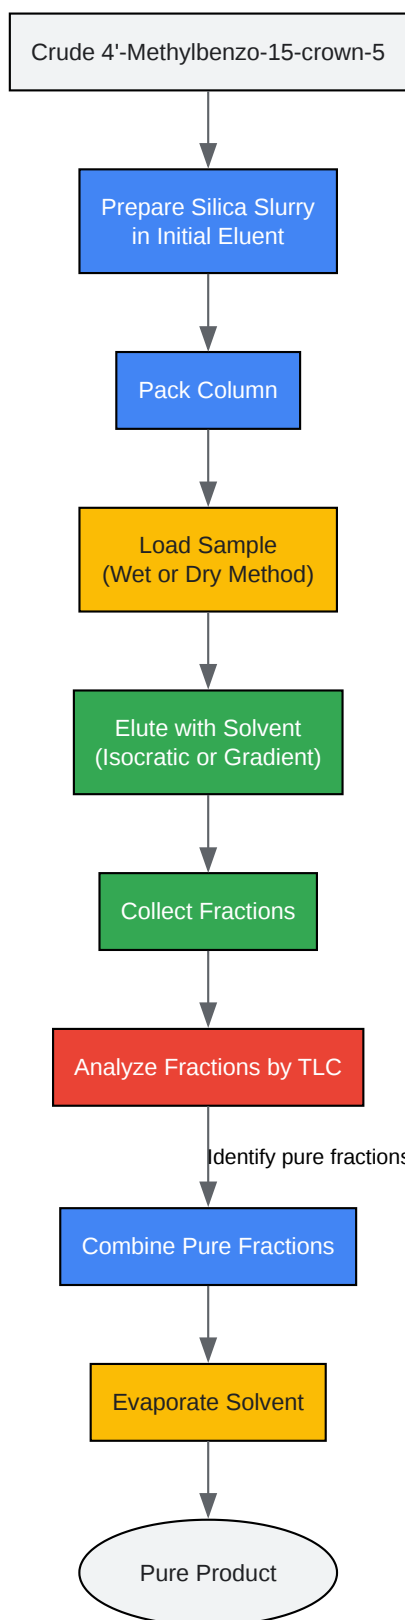 Crude 4'-Methylbenzo-15-crown-5
Prepare Silica Slurry
in Initial Eluent
Pack Column
Load Sample
(Wet or Dry Method)
Elute with Solvent
(Isocratic or Gradient)
Collect Fractions
Analyze Fractions by TLC
Identify pure fractions
Combine Pure Fractions
Evaporate Solvent
Pure Product